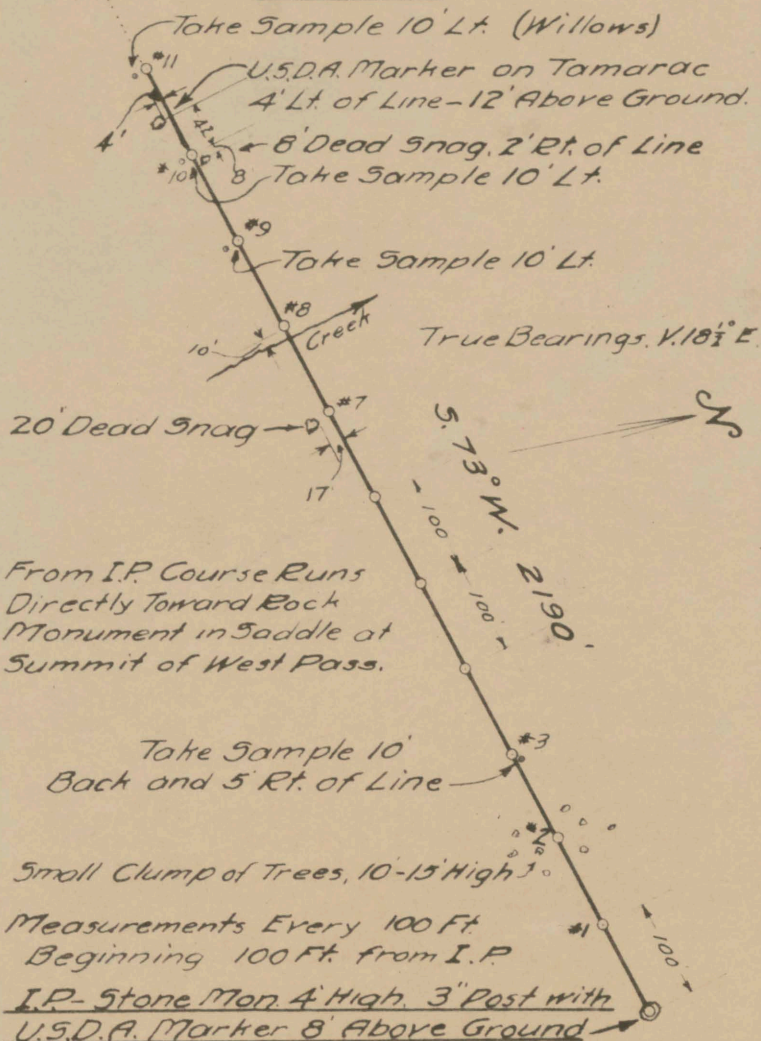 Take Sample 10' Lt. (Willows)
#11
U.S.D.A. Marker on Tamarac
4' Lt. of Line-12' Above Ground.
4'
42
8' Dead Snag, 2' Rt. of Line
8
#10
Take Sample 10' Lt.
#9
Take Sample 10' Lt.
#8
Creek
10'
True Bearings. V.18½° E.
N
#7
20' Dead Snag
17'
S. 73° W. 2190'
100'
100'
From I.P. Course Runs
Directly Toward Rock
Monument in Saddle at
Summit of West Pass.
#3
Take Sample 10'
Back and 5' Rt. of Line
#2
Small Clump of Trees, 10'-15' High
Measurements Every 100 Ft.
Beginning 100 Ft. from I.P.
#1
100'
I.P.- Stone Mon. 4' High. 3" Post with
U.S.D.A. Marker 8' Above Ground